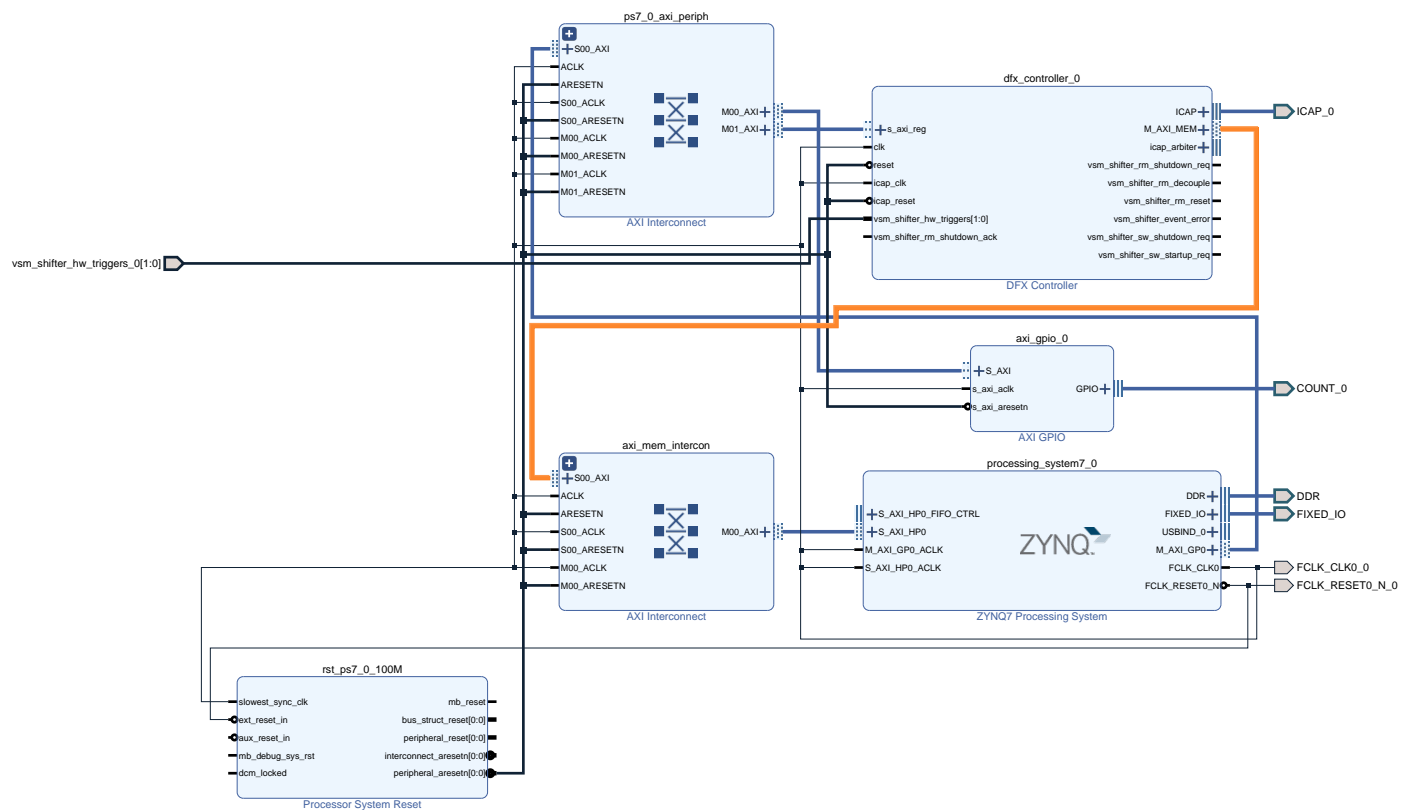 ps7_0_axi_periph
S00_AXI
ACLK
ARESETN
S00_ACLK
S00_ARESETN
M00_ACLK
M00_ARESETN
M01_ACLK
M01_ARESETN
M00_AXI
M01_AXI
AXI Interconnect
dfx_controller_0
s_axi_reg
clk
reset
icap_clk
icap_reset
vsm_shifter_hw_triggers[1:0]
vsm_shifter_rm_shutdown_ack
ICAP
M_AXI_MEM
icap_arbiter
vsm_shifter_rm_shutdown_req
vsm_shifter_rm_decouple
vsm_shifter_rm_reset
vsm_shifter_event_error
vsm_shifter_sw_shutdown_req
vsm_shifter_sw_startup_req
DFX Controller
ICAP_0
vsm_shifter_hw_triggers_0[1:0]
axi_gpio_0
S_AXI
s_axi_aclk
s_axi_aresetn
GPIO
AXI GPIO
COUNT_0
axi_mem_intercon
S00_AXI
ACLK
ARESETN
S00_ACLK
S00_ARESETN
M00_ACLK
M00_ARESETN
M00_AXI
AXI Interconnect
processing_system7_0
S_AXI_HP0_FIFO_CTRL
S_AXI_HP0
M_AXI_GP0_ACLK
S_AXI_HP0_ACLK
ZYNQ
DDR
FIXED_IO
USBIND_0
M_AXI_GP0
FCLK_CLK0
FCLK_RESET0_N
ZYNQ7 Processing System
DDR
FIXED_IO
FCLK_CLK0_0
FCLK_RESET0_N_0
rst_ps7_0_100M
slowest_sync_clk
ext_reset_in
aux_reset_in
mb_debug_sys_rst
dcm_locked
mb_reset
bus_struct_reset[0:0]
peripheral_reset[0:0]
interconnect_aresetn[0:0]
peripheral_aresetn[0:0]
Processor System Reset